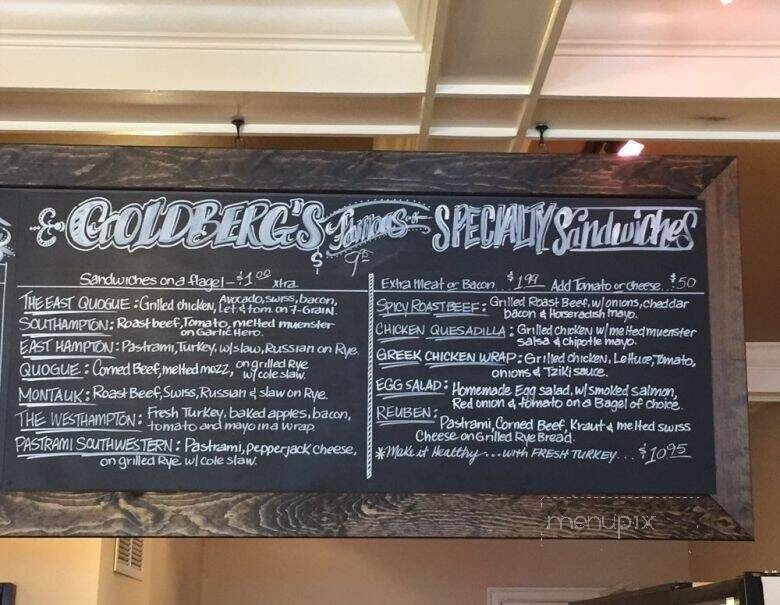 GOLDBERG'S Famous SPECIALTY Sandwiches
Sandwiches on a flagel - $1.00 xtra
THE EAST QUOGUE: Grilled chicken, Avocado, swiss, bacon,
Let. & tom. on 7-GRAIN.
SOUTHAMPTON: Roast beef, Tomato, melted muenster
on Garlic Hero.
EAST HAMPTON: Pastrami, Turkey, w/slaw, Russian on Rye.
QUOGUE: Corned Beef, melted mozz, on grilled Rye
w/ cole slaw.
MONTAUK: Roast Beef, Swiss, Russian & slaw on Rye.
THE WESTHAMPTON: Fresh Turkey, baked apples, bacon,
tomato and mayo in a wrap
PASTRAMI SOUTHWESTERN: Pastrami, pepperjack cheese,
on grilled Rye w/ cole slaw.
Extra Meat or Bacon.. $1.99 Add Tomato or cheese..$.50
SPICY ROAST BEEF: Grilled Roast Beef, w/ onions, cheddar
bacon & Horseradish mayo.
CHICKEN QUESADILLA: Grilled chicken w/ melted muenster
salsa & chipotle mayo.
GREEK CHICKEN WRAP: Grilled chicken, Lettuce, Tomato,
onions & Tziki sauce.
EGG SALAD: Homemade Egg salad, w/ smoked salmon,
Red onion & tomato on a Bagel of choice.
REUBEN: Pastrami, Corned Beef, Kraut & melted swiss
Cheese on Grilled Rye Bread.
*Make it Healthy...with FRESH TURKEY... $10.95
menupix